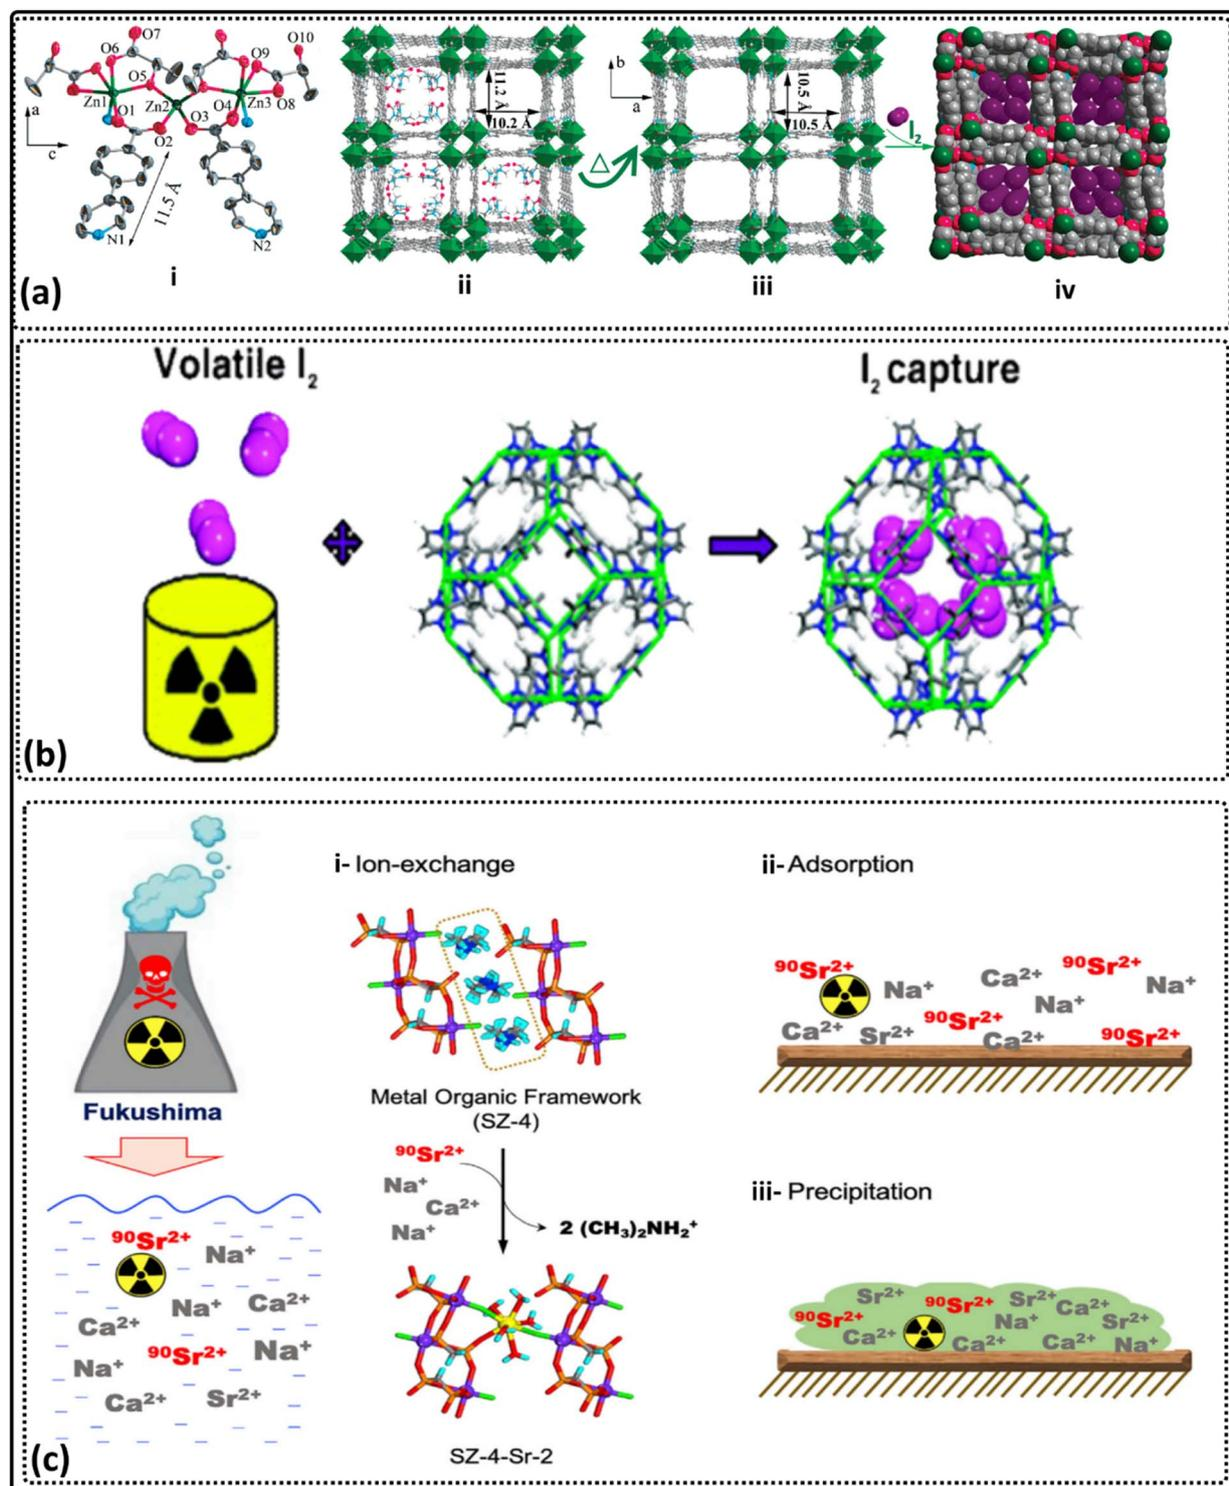 O7
O6
O10
O9
O5
Zn1
Zn2
Zn3
O8
O1
O4
O2
O3
a
c
11.5 Å
N1
N2
i
11.2 Å
10.2 Å
ii
△
b
a
10.5 Å
10.5 Å
iii
I₂
iv
(a)
Volatile I₂
I₂ capture
(b)
Fukushima
⁹⁰Sr²⁺
Na⁺
Na⁺
Ca²⁺
Ca²⁺
⁹⁰Sr²⁺
Na⁺
Na⁺
Ca²⁺
Sr²⁺
i- Ion-exchange
Metal Organic Framework
(SZ-4)
⁹⁰Sr²⁺
Na⁺
Ca²⁺
Na⁺
2 (CH₃)₂NH₂⁺
SZ-4-Sr-2
ii- Adsorption
⁹⁰Sr²⁺
Na⁺
Ca²⁺
⁹⁰Sr²⁺
Na⁺
Na⁺
Ca²⁺
Sr²⁺
⁹⁰Sr²⁺
Ca²⁺
⁹⁰Sr²⁺
iii- Precipitation
Sr²⁺
⁹⁰Sr²⁺
Sr²⁺
Ca²⁺
⁹⁰Sr²⁺
Na⁺
Sr²⁺
Ca²⁺
Ca²⁺
Ca²⁺
Na⁺
(c)